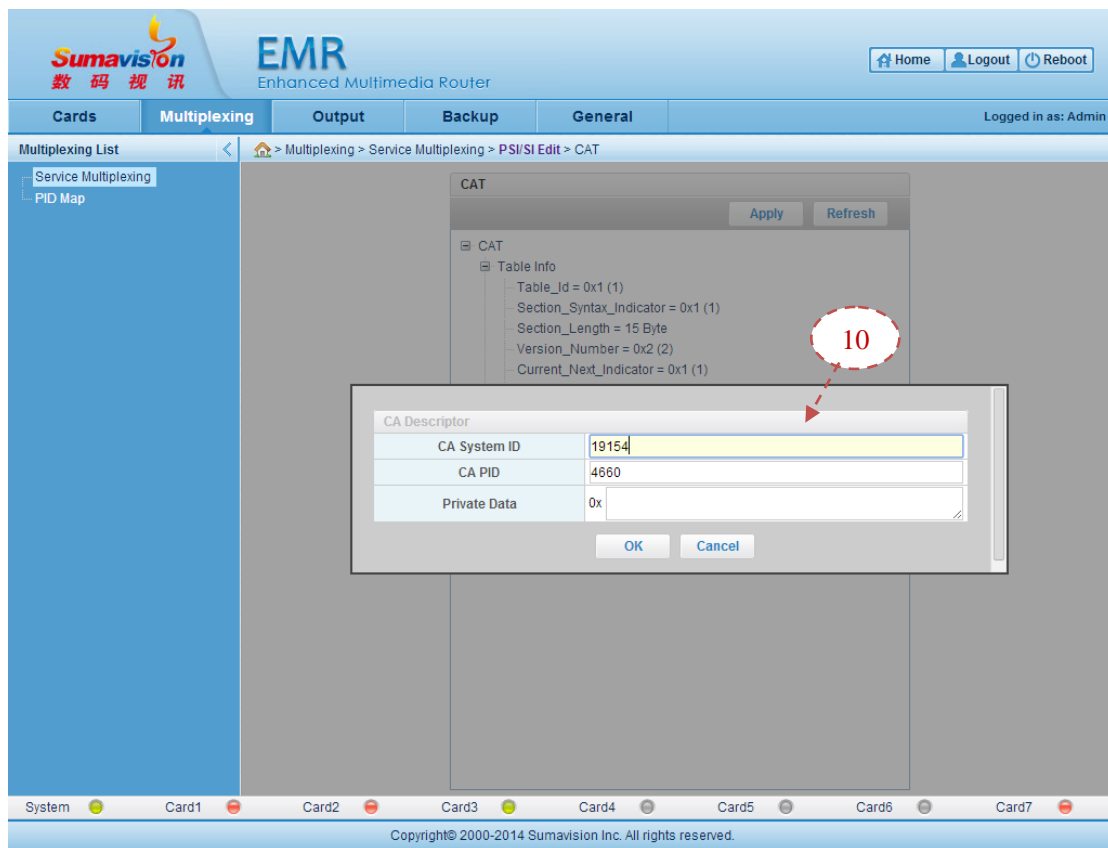 Sumavision
数 码 视 讯
EMR
Enhanced Multimedia Router
Home
Logout
Reboot
Cards
Multiplexing
Output
Backup
General
Logged in as: Admin
Multiplexing List
> Multiplexing > Service Multiplexing > PSI/SI Edit > CAT
Service Multiplexing
PID Map
CAT
Apply
Refresh
CAT
Table Info
Table_Id = 0x1 (1)
Section_Syntax_Indicator = 0x1 (1)
Section_Length = 15 Byte
Version_Number = 0x2 (2)
Current_Next_Indicator = 0x1 (1)
10
CA Descriptor
CA System ID 19154
CA PID 4660
Private Data 0x
OK
Cancel
System
Card1
Card2
Card3
Card4
Card5
Card6
Card7
Copyright© 2000-2014 Sumavision Inc. All rights reserved.